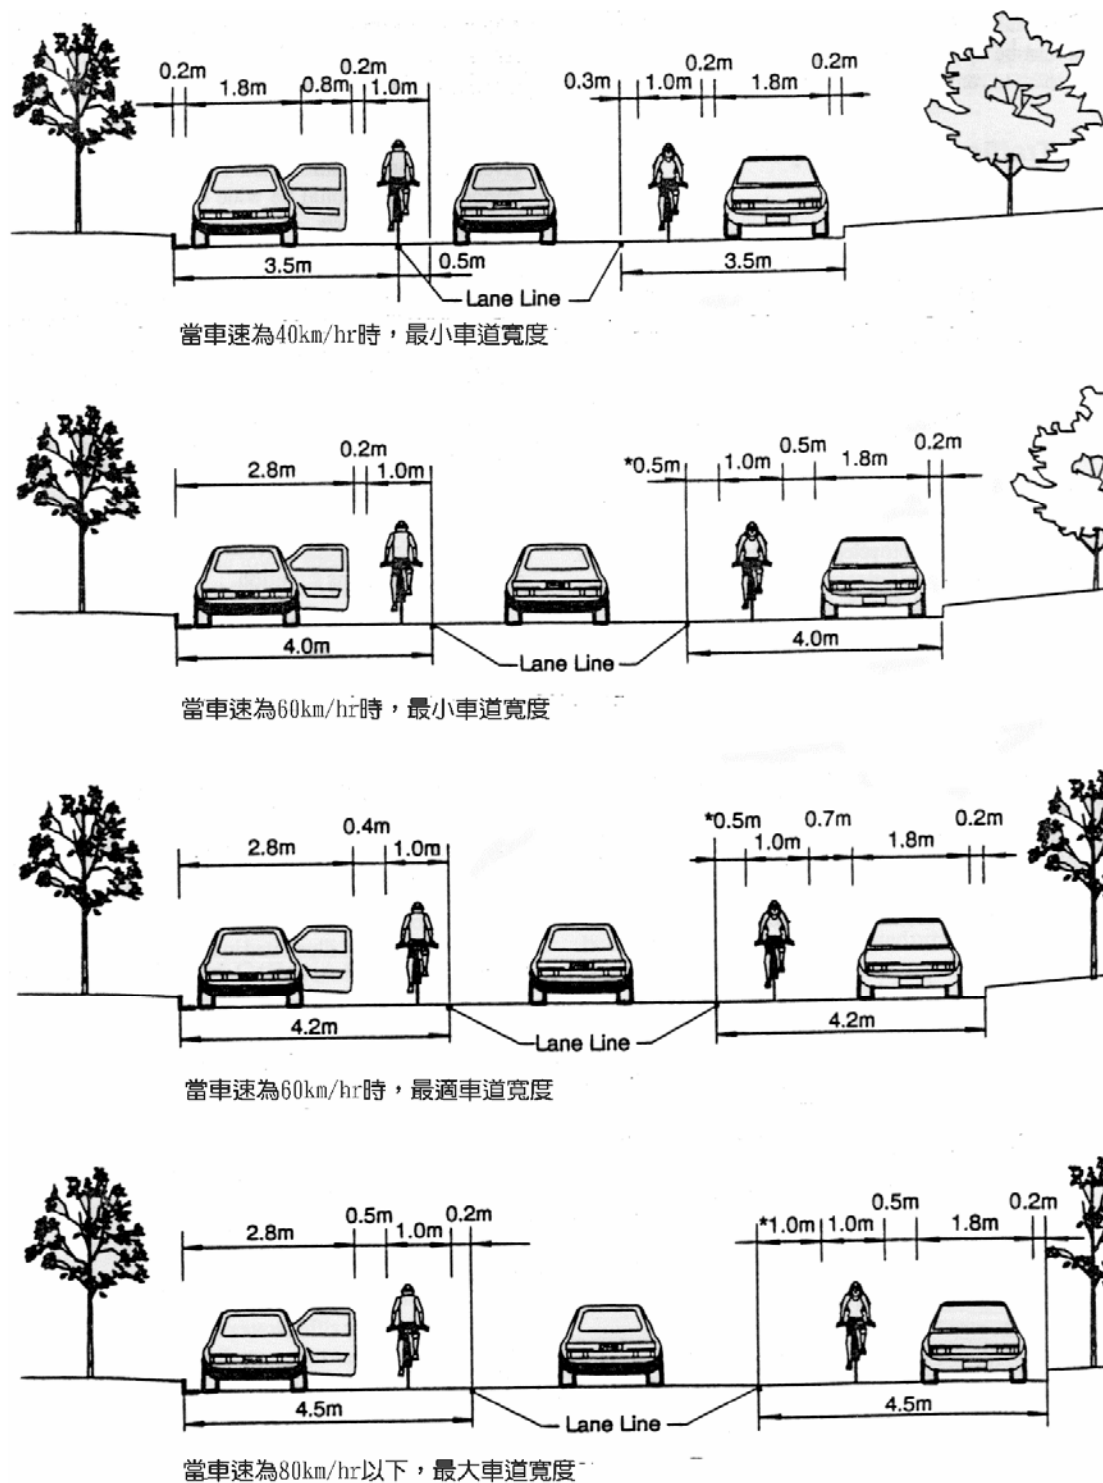 0.2m 0.2m 0.2m 0.2m
1.8m 0.8m 1.0m 0.3m 1.0m 1.8m
3.5m 0.5m 3.5m
Lane Line
當車速為40km/hr時，最小車道寬度
0.2m 0.5m 0.2m
2.8m 1.0m *0.5m 1.0m 1.8m
4.0m 4.0m
Lane Line
當車速為60km/hr時，最小車道寬度
0.4m *0.5m 0.7m 0.2m
2.8m 1.0m 1.0m 1.8m
4.2m 4.2m
Lane Line
當車速為60km/hr時，最適車道寬度
0.5m 0.2m 0.5m 0.2m
2.8m 1.0m *1.0m 1.0m 1.8m
4.5m 4.5m
Lane Line
當車速為80km/hr以下，最大車道寬度